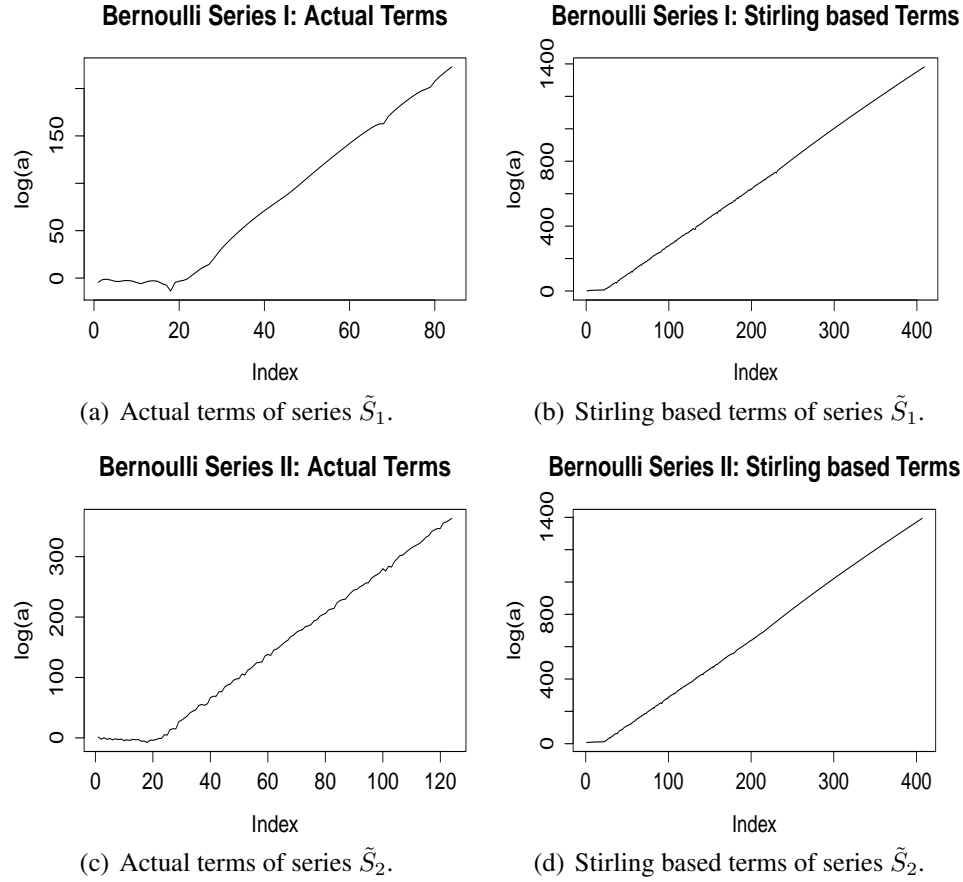 Bernoulli Series I: Actual Terms
log(a)
0
50
150
0
20
40
60
80
Index
(a) Actual terms of series S̃₁.
Bernoulli Series I: Stirling based Terms
log(a)
0
400
800
1400
0
100
200
300
400
Index
(b) Stirling based terms of series S̃₁.
Bernoulli Series II: Actual Terms
log(a)
0
100
200
300
0
20
40
60
80
100
120
Index
(c) Actual terms of series S̃₂.
Bernoulli Series II: Stirling based Terms
log(a)
0
400
800
1400
0
100
200
300
400
Index
(d) Stirling based terms of series S̃₂.